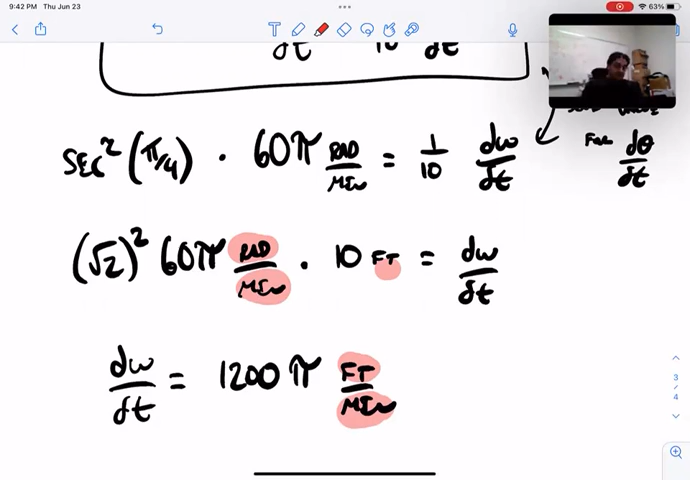 9:42 PM Thu Jun 23
63%
dt 10 dt
sec²(π/4) · 60π RAD/MIN = 1/10 dw/dt
For dθ/dt
(√2)² 60π RAD/MIN · 10 FT = dw/dt
dw/dt = 1200 π FT/MIN
3/4